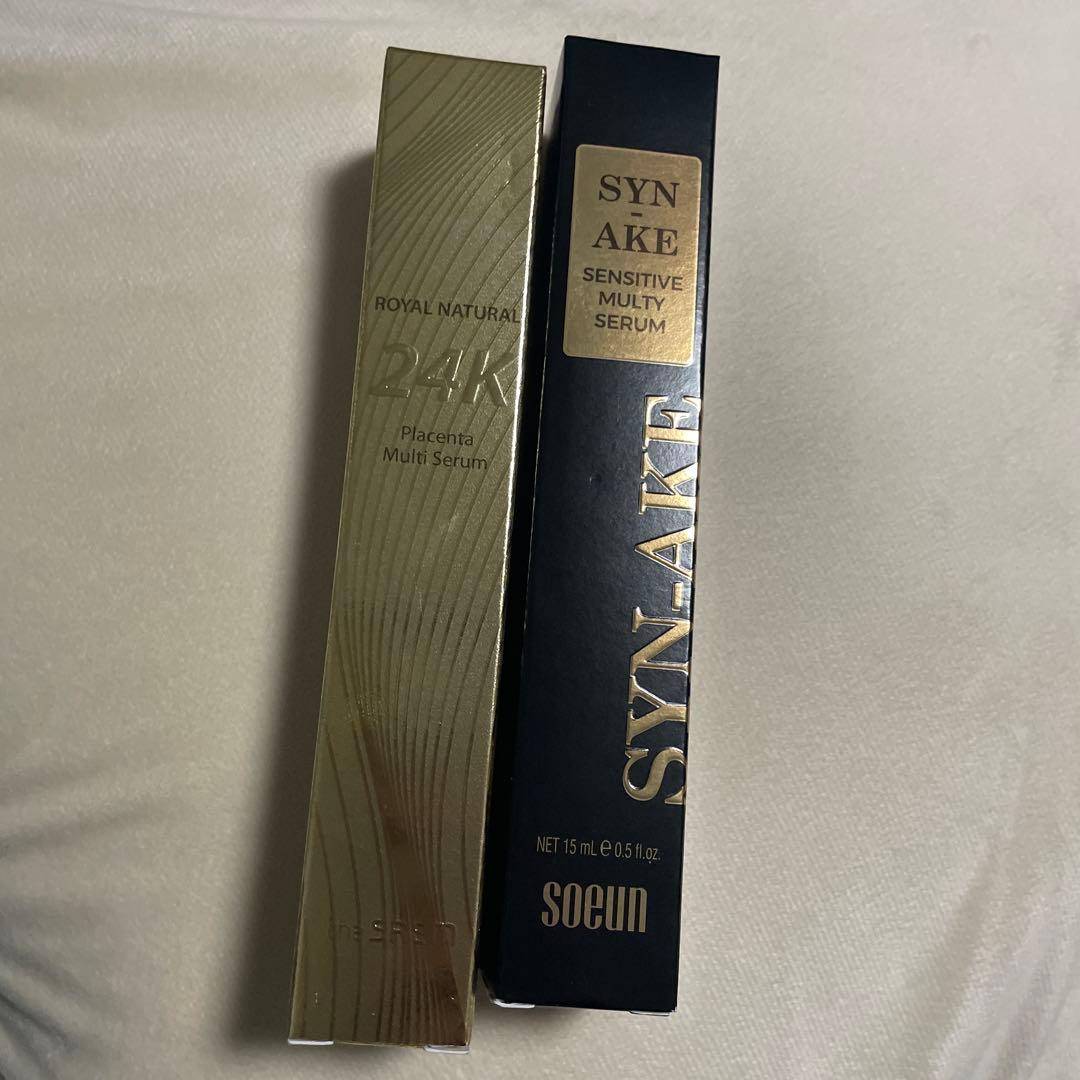 ROYAL NATURAL
24K
Placenta
Multi Serum
SYN
-
AKE
SENSITIVE
MULTY
SERUM
SYN-AKE
NET 15 mL ℮ 0.5 fl.oz.
soeun